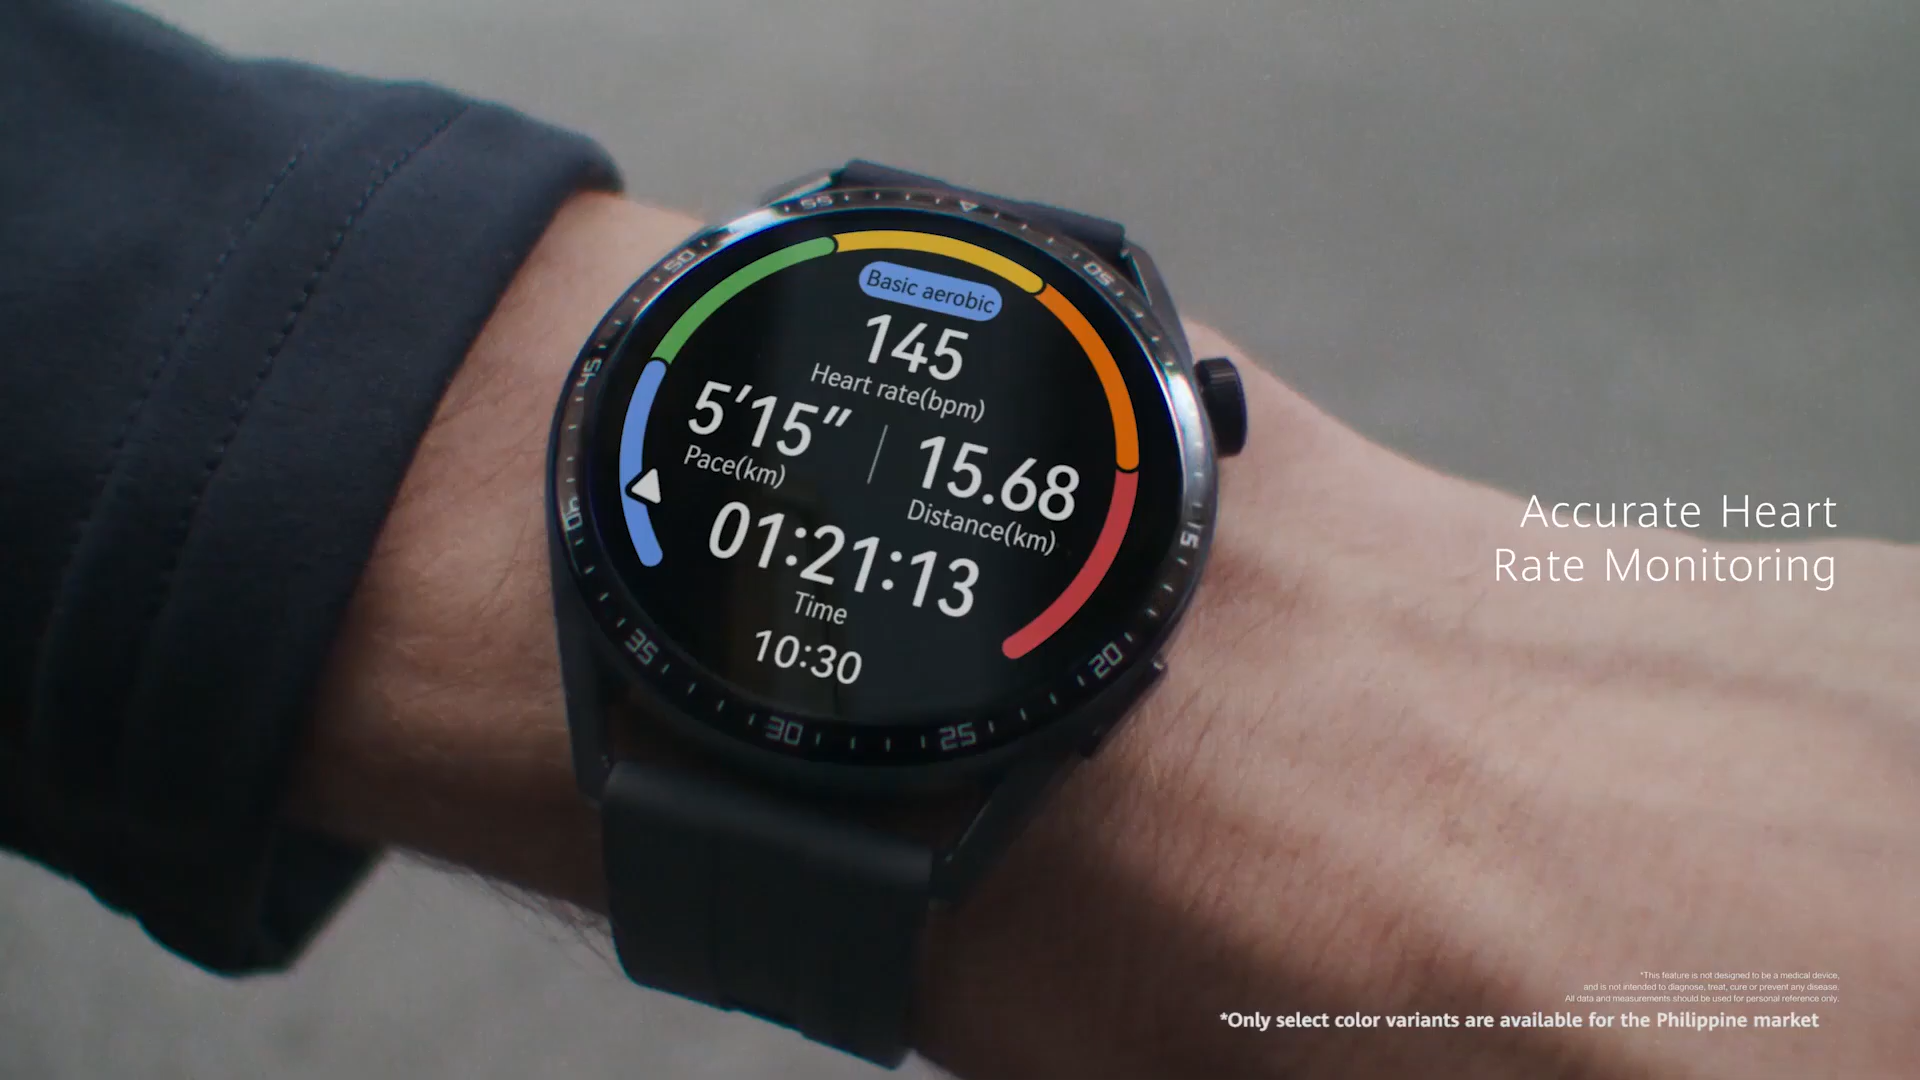 55
50
05
45
40
15
35
20
30
25
Basic aerobic
145
Heart rate(bpm)
5’15” 15.68
Pace(km) Distance(km)
01:21:13
Time
10:30
Accurate Heart
Rate Monitoring
*This feature is not designed to be a medical device,
and is not intended to diagnose, treat, cure or prevent any disease.
All data and measurements should be used for personal reference only.
*Only select color variants are available for the Philippine market